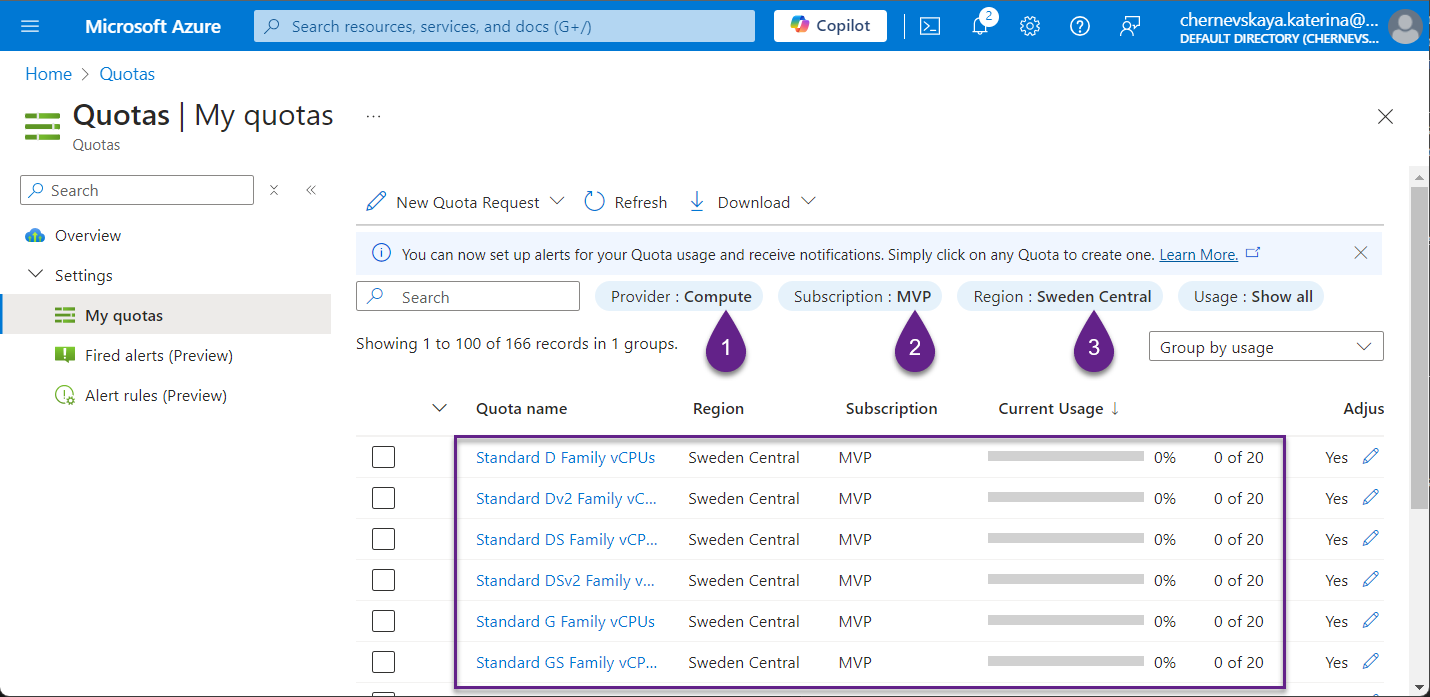 Microsoft Azure
Search resources, services, and docs (G+/)
Copilot
2
chernevskaya.katerina@...
DEFAULT DIRECTORY (CHERNEVS...
Home > Quotas
Quotas | My quotas ...
Quotas
Search
Overview
Settings
My quotas
Fired alerts (Preview)
Alert rules (Preview)
New Quota Request
Refresh
Download
You can now set up alerts for your Quota usage and receive notifications. Simply click on any Quota to create one. Learn More.
Search
Provider : Compute
Subscription : MVP
Region : Sweden Central
Usage : Show all
1
2
3
Showing 1 to 100 of 166 records in 1 groups.
Group by usage
Quota name Region Subscription Current Usage ↓ Adjus
Standard D Family vCPUs Sweden Central MVP 0% 0 of 20 Yes
Standard Dv2 Family vC... Sweden Central MVP 0% 0 of 20 Yes
Standard DS Family vCP... Sweden Central MVP 0% 0 of 20 Yes
Standard DSv2 Family v... Sweden Central MVP 0% 0 of 20 Yes
Standard G Family vCPUs Sweden Central MVP 0% 0 of 20 Yes
Standard GS Family vCP... Sweden Central MVP 0% 0 of 20 Yes